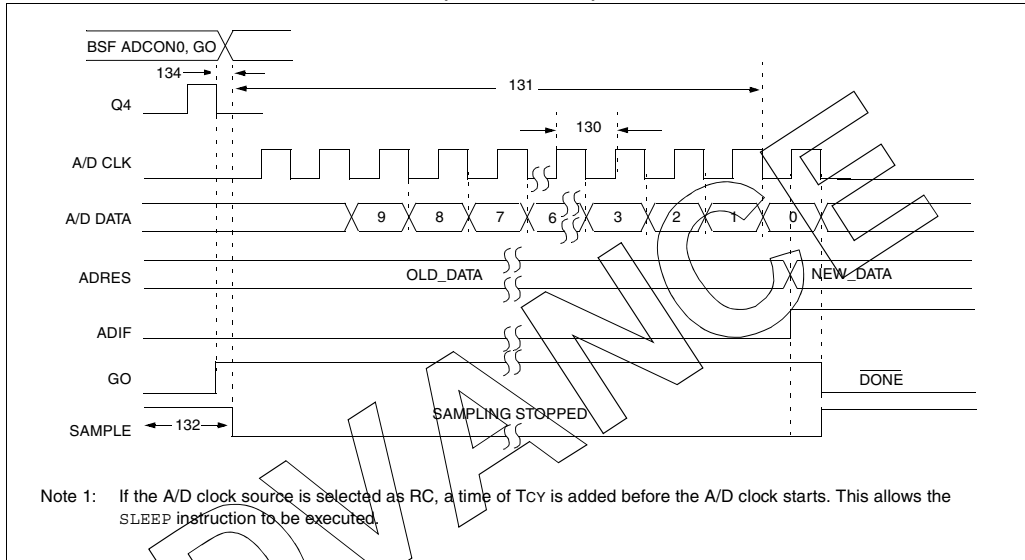 BSF ADCON0, GO
134
131
Q4
130
A/D CLK
A/D DATA
9 8 7 6 3 2 1 0
ADRES
OLD_DATA
NEW_DATA
ADIF
GO
DONE
SAMPLING STOPPED
SAMPLE
132
Note 1: If the A/D clock source is selected as RC, a time of TCY is added before the A/D clock starts. This allows the
SLEEP instruction to be executed.
DVANCE